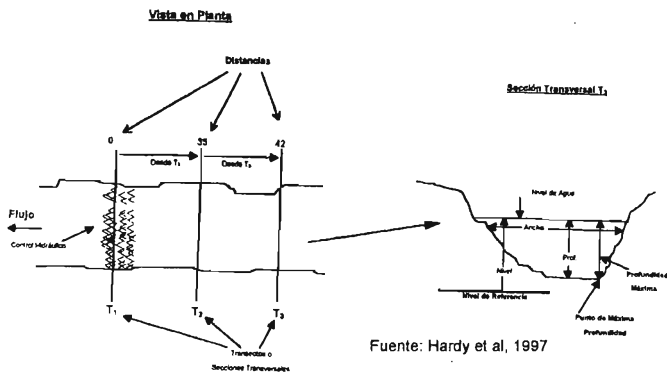 Vista en Planta
Distancias
0
35
42
Desde T₁
Desde T₂
Flujo
Control Hidráulico
T₁
T₂
T₃
Transectos o
Secciones Transversales
Sección Transversal T₃
Nivel de Agua
Ancho
Nivel
Prof.
Profundidad
Máxima
Nivel de Referencia
Punto de Máxima
Profundidad
Fuente: Hardy et al, 1997